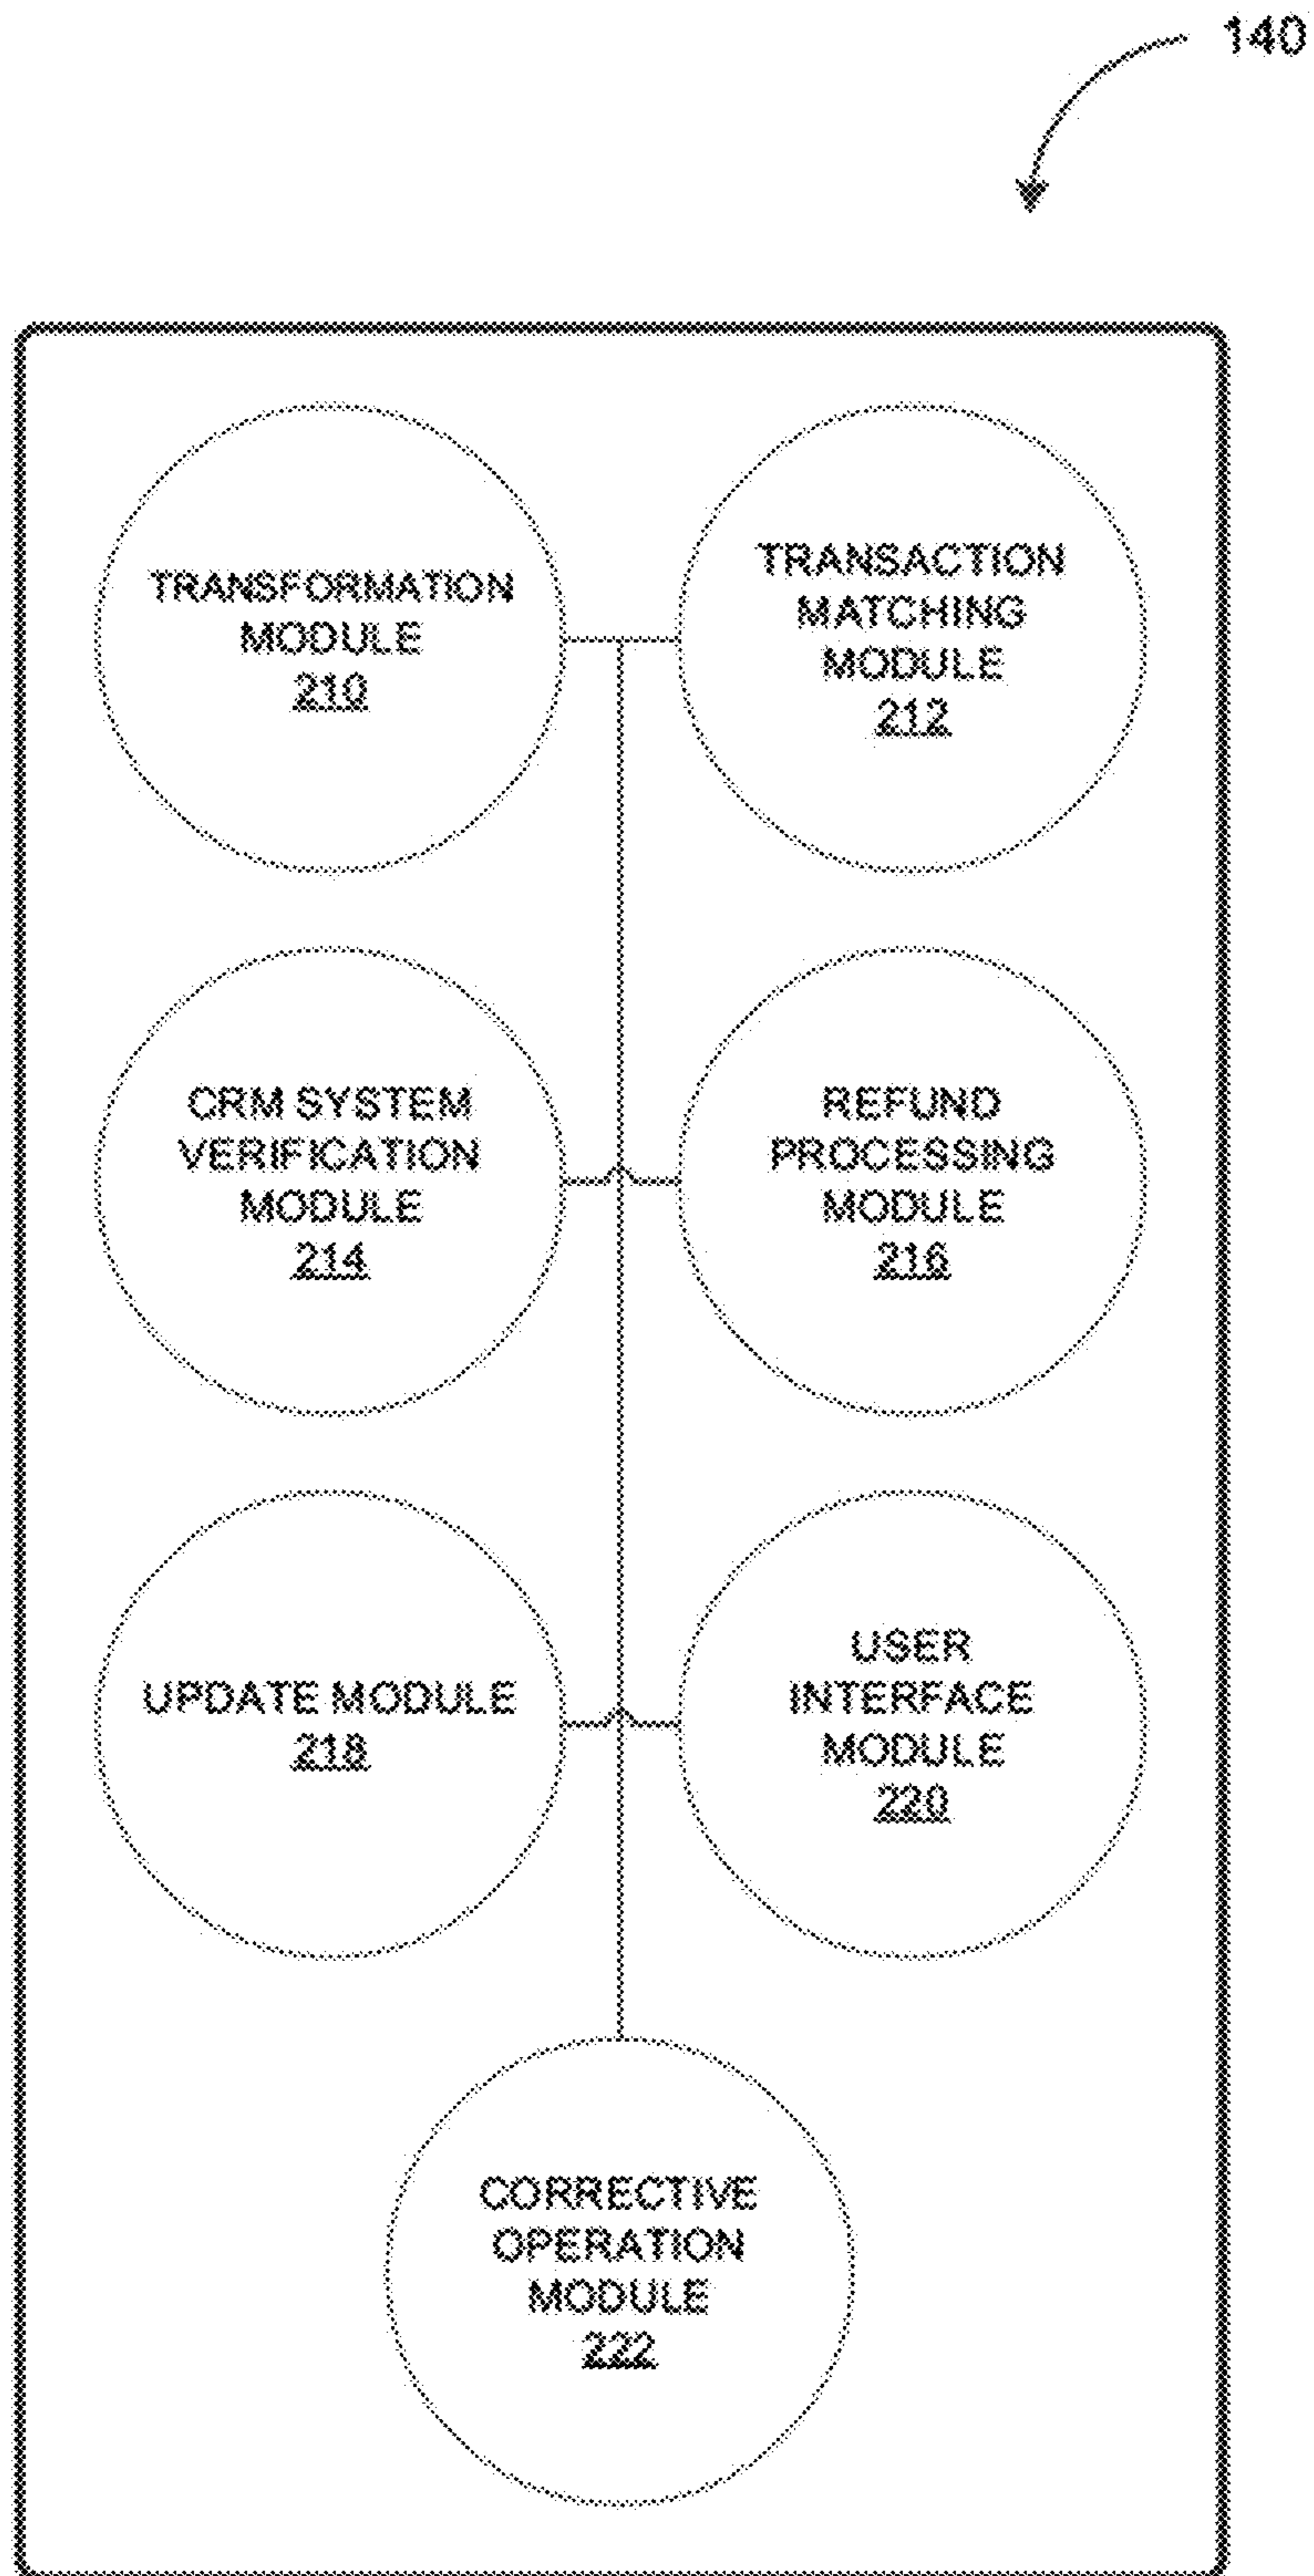 140
TRANSFORMATION
MODULE
210
TRANSACTION
MATCHING
MODULE
212
CRM SYSTEM
VERIFICATION
MODULE
214
REFUND
PROCESSING
MODULE
216
UPDATE MODULE
218
USER
INTERFACE
MODULE
220
CORRECTIVE
OPERATION
MODULE
222